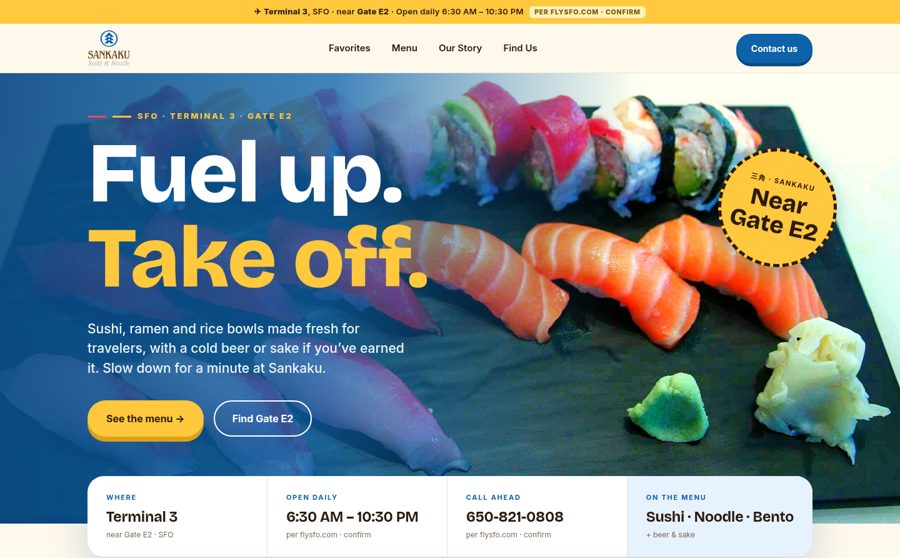 ✈ Terminal 3, SFO · near Gate E2 · Open daily 6:30 AM – 10:30 PM PER FLYSFO.COM · CONFIRM
SANKAKU
Sushi & Noodle
Favorites Menu Our Story Find Us
Contact us
SFO · TERMINAL 3 · GATE E2
Fuel up.
Take off.
三角 · SANKAKU
Near
Gate E2
Sushi, ramen and rice bowls made fresh for
travelers, with a cold beer or sake if you’ve earned
it. Slow down for a minute at Sankaku.
See the menu →
Find Gate E2
WHERE
Terminal 3
near Gate E2 · SFO
OPEN DAILY
6:30 AM – 10:30 PM
per flysfo.com · confirm
CALL AHEAD
650-821-0808
per flysfo.com · confirm
ON THE MENU
Sushi · Noodle · Bento
+ beer & sake